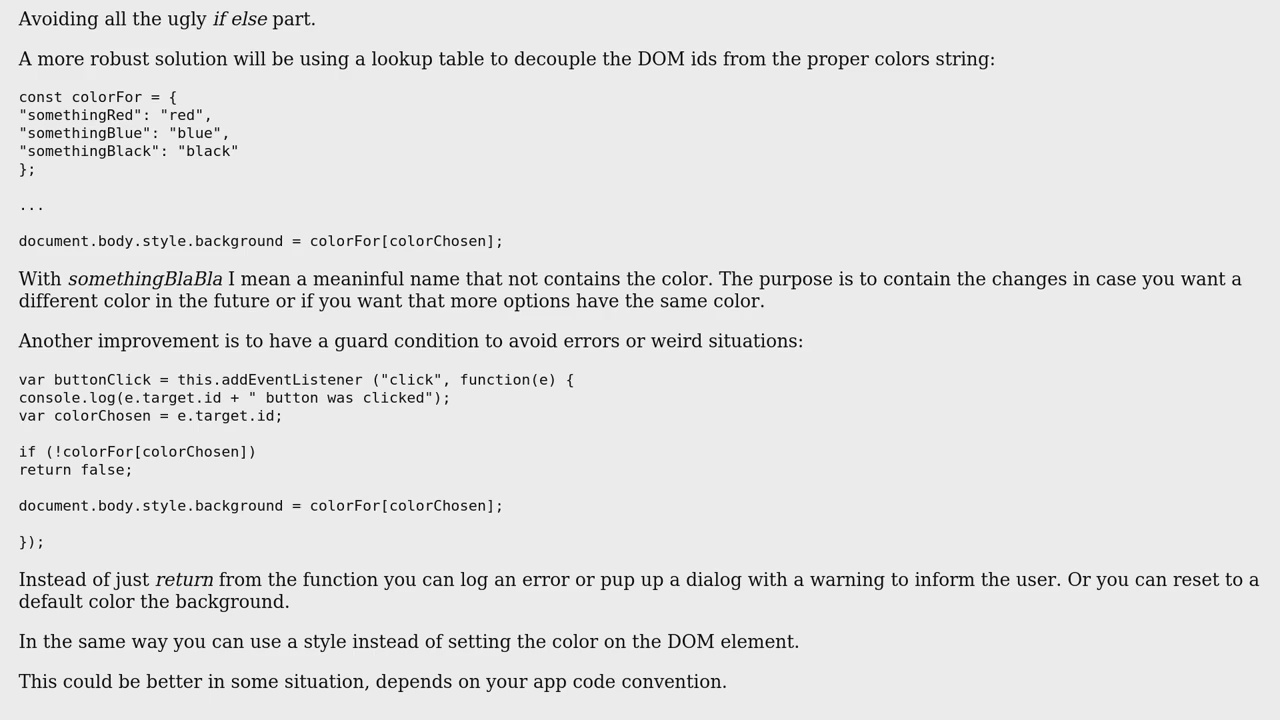 Avoiding all the ugly if else part.
A more robust solution will be using a lookup table to decouple the DOM ids from the proper colors string:
const colorFor = {
"somethingRed": "red",
"somethingBlue": "blue",
"somethingBlack": "black"
};
...
document.body.style.background = colorFor[colorChosen];
With somethingBlaBla I mean a meaninful name that not contains the color. The purpose is to contain the changes in case you want a
different color in the future or if you want that more options have the same color.
Another improvement is to have a guard condition to avoid errors or weird situations:
var buttonClick = this.addEventListener ("click", function(e) {
console.log(e.target.id + " button was clicked");
var colorChosen = e.target.id;
if (!colorFor[colorChosen])
return false;
document.body.style.background = colorFor[colorChosen];
});
Instead of just return from the function you can log an error or pup up a dialog with a warning to inform the user. Or you can reset to a
default color the background.
In the same way you can use a style instead of setting the color on the DOM element.
This could be better in some situation, depends on your app code convention.